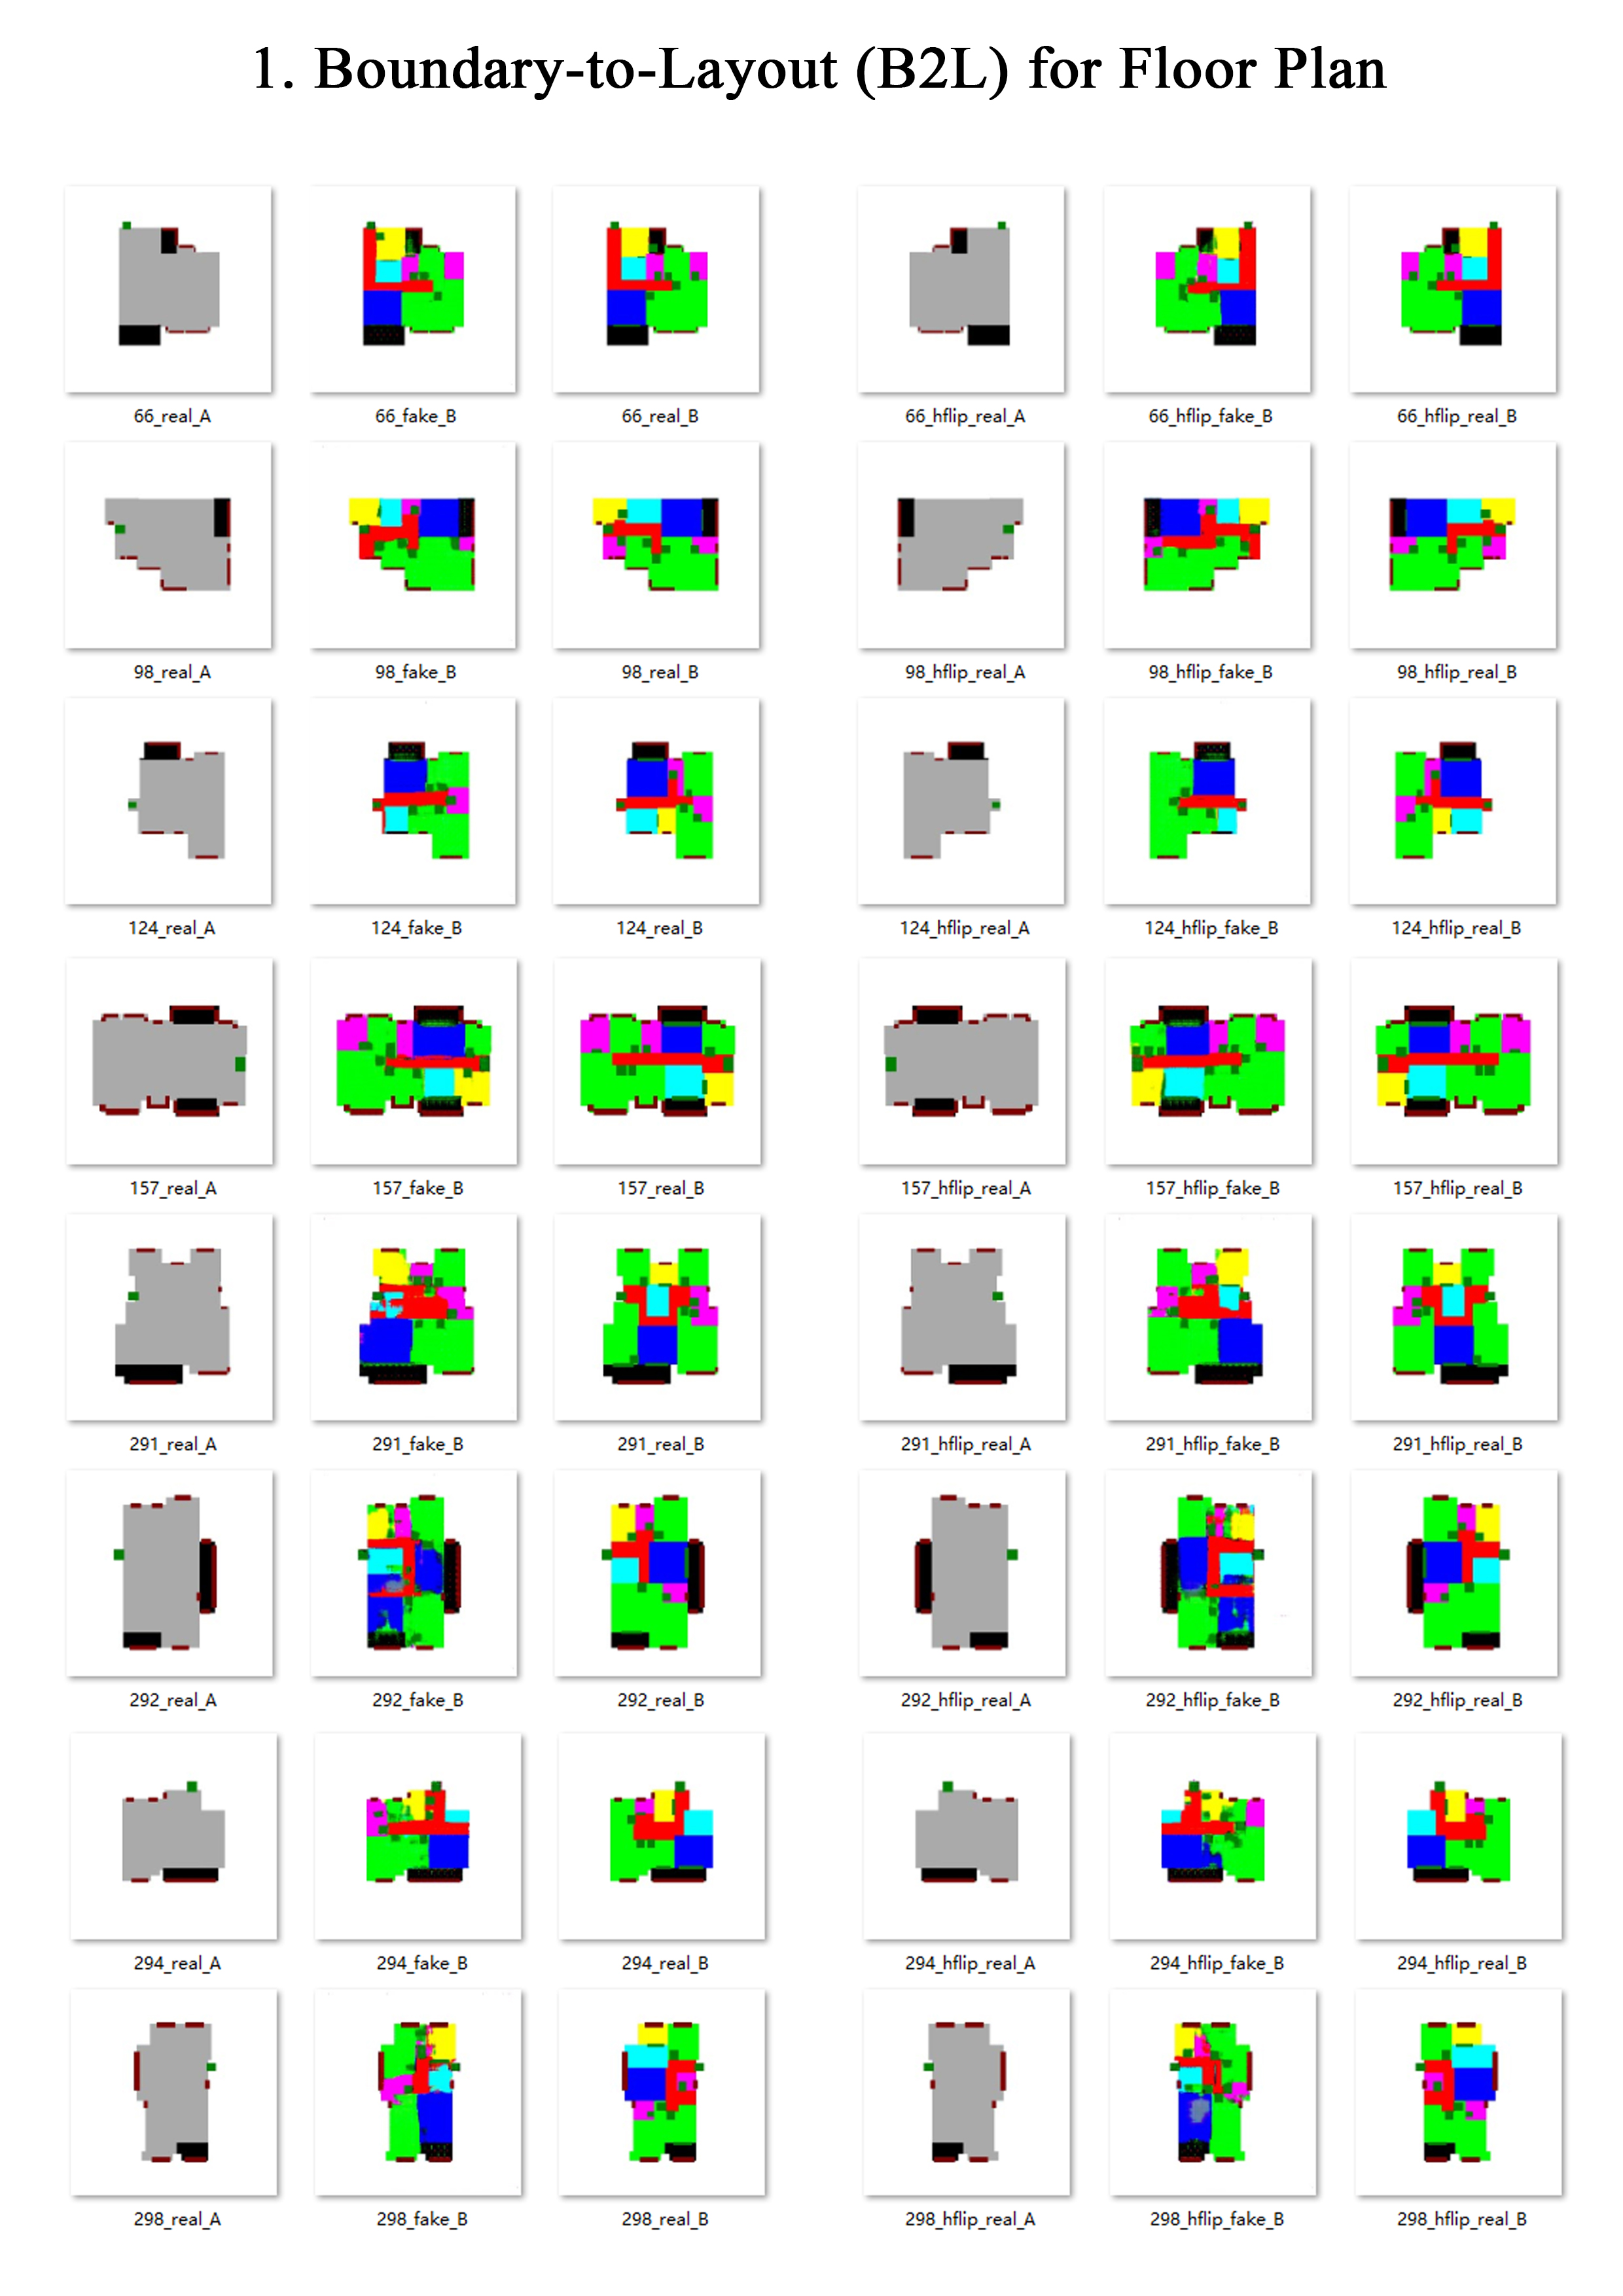 1. Boundary-to-Layout (B2L) for Floor Plan
66_real_A
66_fake_B
66_real_B
66_hflip_real_A
66_hflip_fake_B
66_hflip_real_B
98_real_A
98_fake_B
98_real_B
98_hflip_real_A
98_hflip_fake_B
98_hflip_real_B
124_real_A
124_fake_B
124_real_B
124_hflip_real_A
124_hflip_fake_B
124_hflip_real_B
157_real_A
157_fake_B
157_real_B
157_hflip_real_A
157_hflip_fake_B
157_hflip_real_B
291_real_A
291_fake_B
291_real_B
291_hflip_real_A
291_hflip_fake_B
291_hflip_real_B
292_real_A
292_fake_B
292_real_B
292_hflip_real_A
292_hflip_fake_B
292_hflip_real_B
294_real_A
294_fake_B
294_real_B
294_hflip_real_A
294_hflip_fake_B
294_hflip_real_B
298_real_A
298_fake_B
298_real_B
298_hflip_real_A
298_hflip_fake_B
298_hflip_real_B